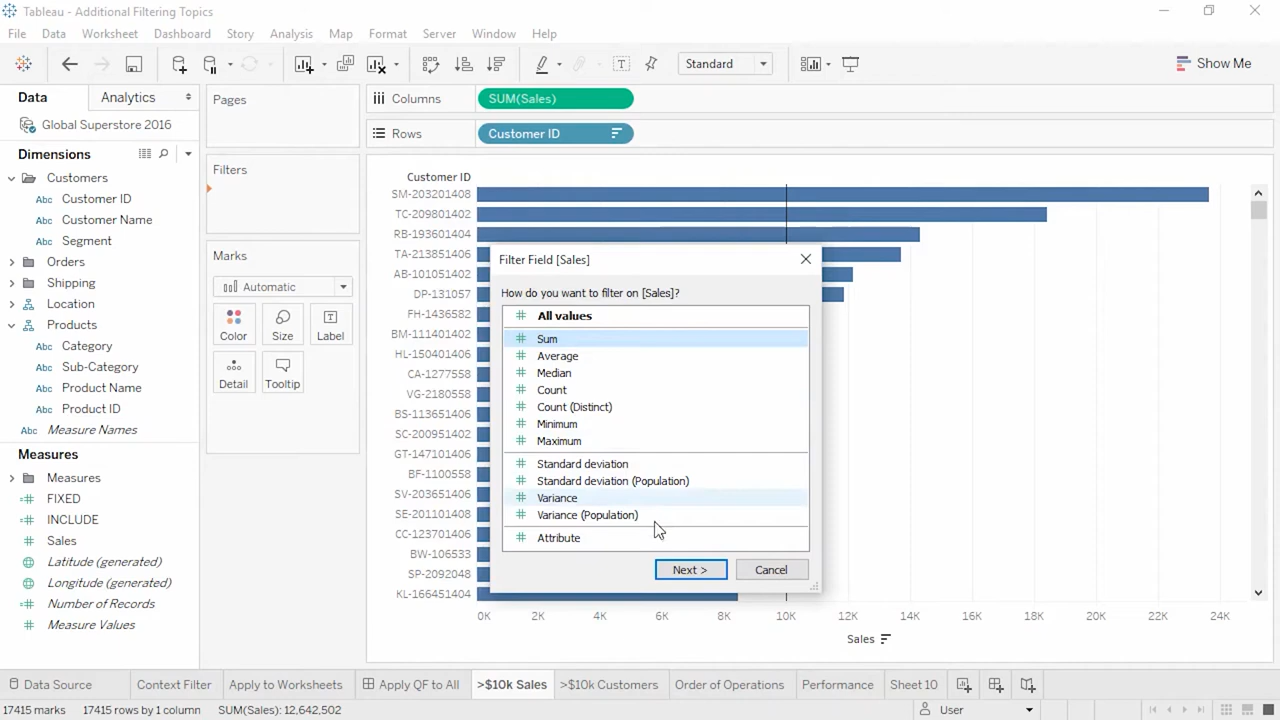 Tableau - Additional Filtering Topics
File Data Worksheet Dashboard Story Analysis Map Format Server Window Help
Standard
Show Me
Data Analytics
Global Superstore 2016
Dimensions
Customers
Abc Customer ID
Abc Customer Name
Abc Segment
Orders
Shipping
Location
Products
Abc Category
Abc Sub-Category
Abc Product Name
Abc Product ID
Abc Measure Names
Measures
Measures
FIXED
INCLUDE
Sales
Latitude (generated)
Longitude (generated)
Number of Records
Measure Values
Pages
Filters
Marks
Automatic
Color Size Label
Detail Tooltip
Columns SUM(Sales)
Rows Customer ID
Customer ID
SM-203201408
TC-209801402
RB-193601404
TA-213851406
AB-101051402
DP-131057
FH-1436582
BM-111401402
HL-150401406
CA-1277558
VG-2180558
BS-113651406
SC-200951402
GT-147101406
BF-1100558
SV-203651406
SE-201101408
CC-123701406
BW-106533
SP-2092048
KL-166451404
0K 2K 4K 6K 8K 10K 12K 14K 16K 18K 20K 22K 24K
Sales
Filter Field [Sales]
How do you want to filter on [Sales]?
All values
Sum
Average
Median
Count
Count (Distinct)
Minimum
Maximum
Standard deviation
Standard deviation (Population)
Variance
Variance (Population)
Attribute
Next > Cancel
Data Source Context Filter Apply to Worksheets Apply QF to All >$10k Sales >$10k Customers Order of Operations Performance Sheet 10
17415 marks 17415 rows by 1 column SUM(Sales): 12,642,502 User